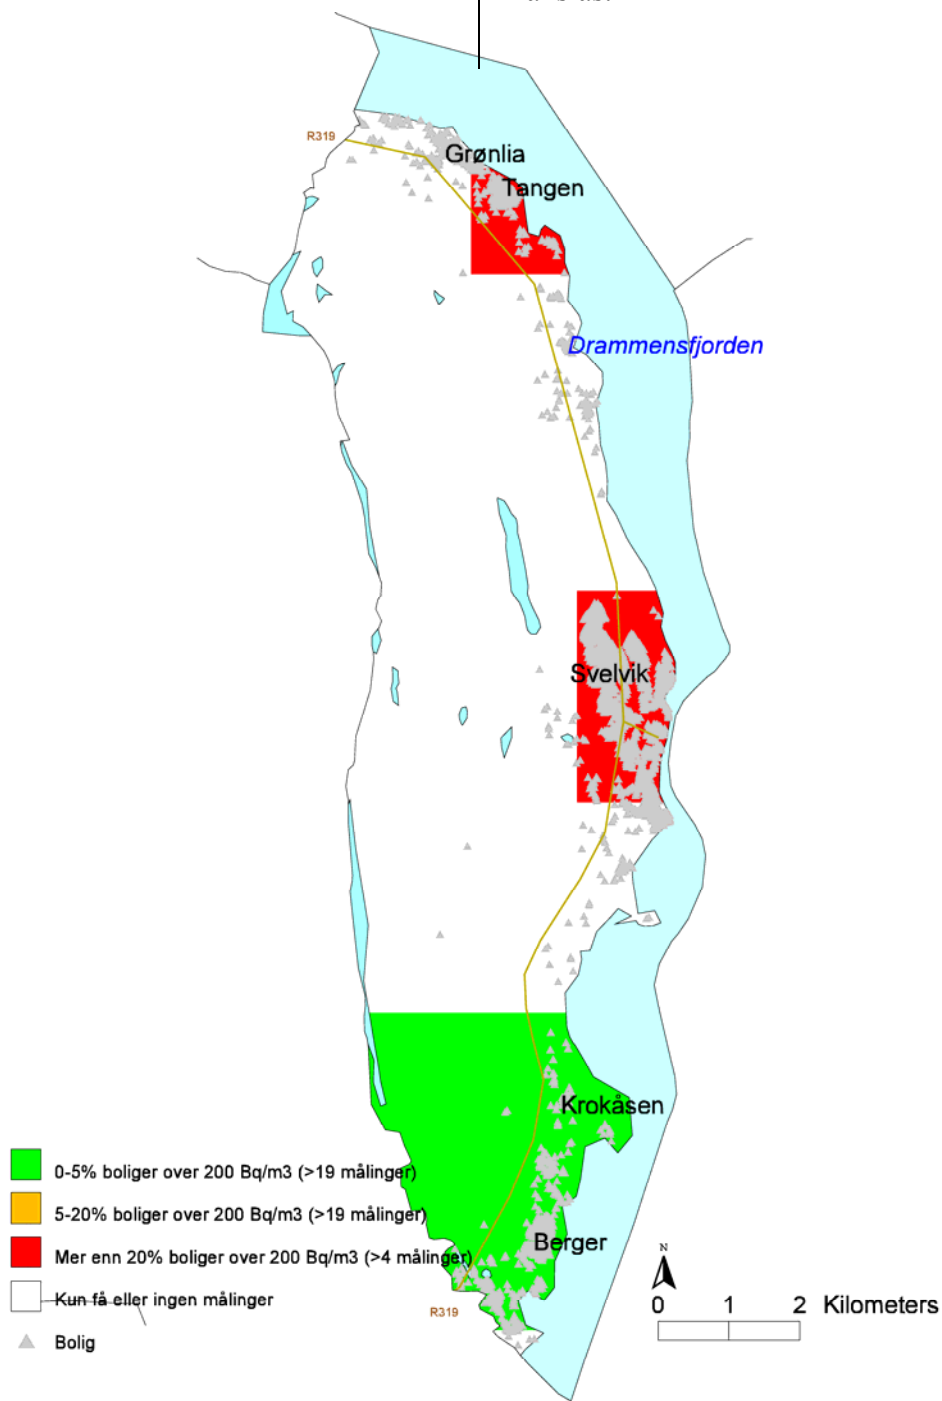 R319
Grønlia
Tangen
Drammensfjorden
Svelvik
Krokåsen
0-5% boliger over 200 Bq/m3 (>19 målinger)
5-20% boliger over 200 Bq/m3 (>19 målinger)
Mer enn 20% boliger over 200 Bq/m3 (>4 målinger)
Kun få eller ingen målinger
Bolig
Berger
R319
N
0 1 2 Kilometers